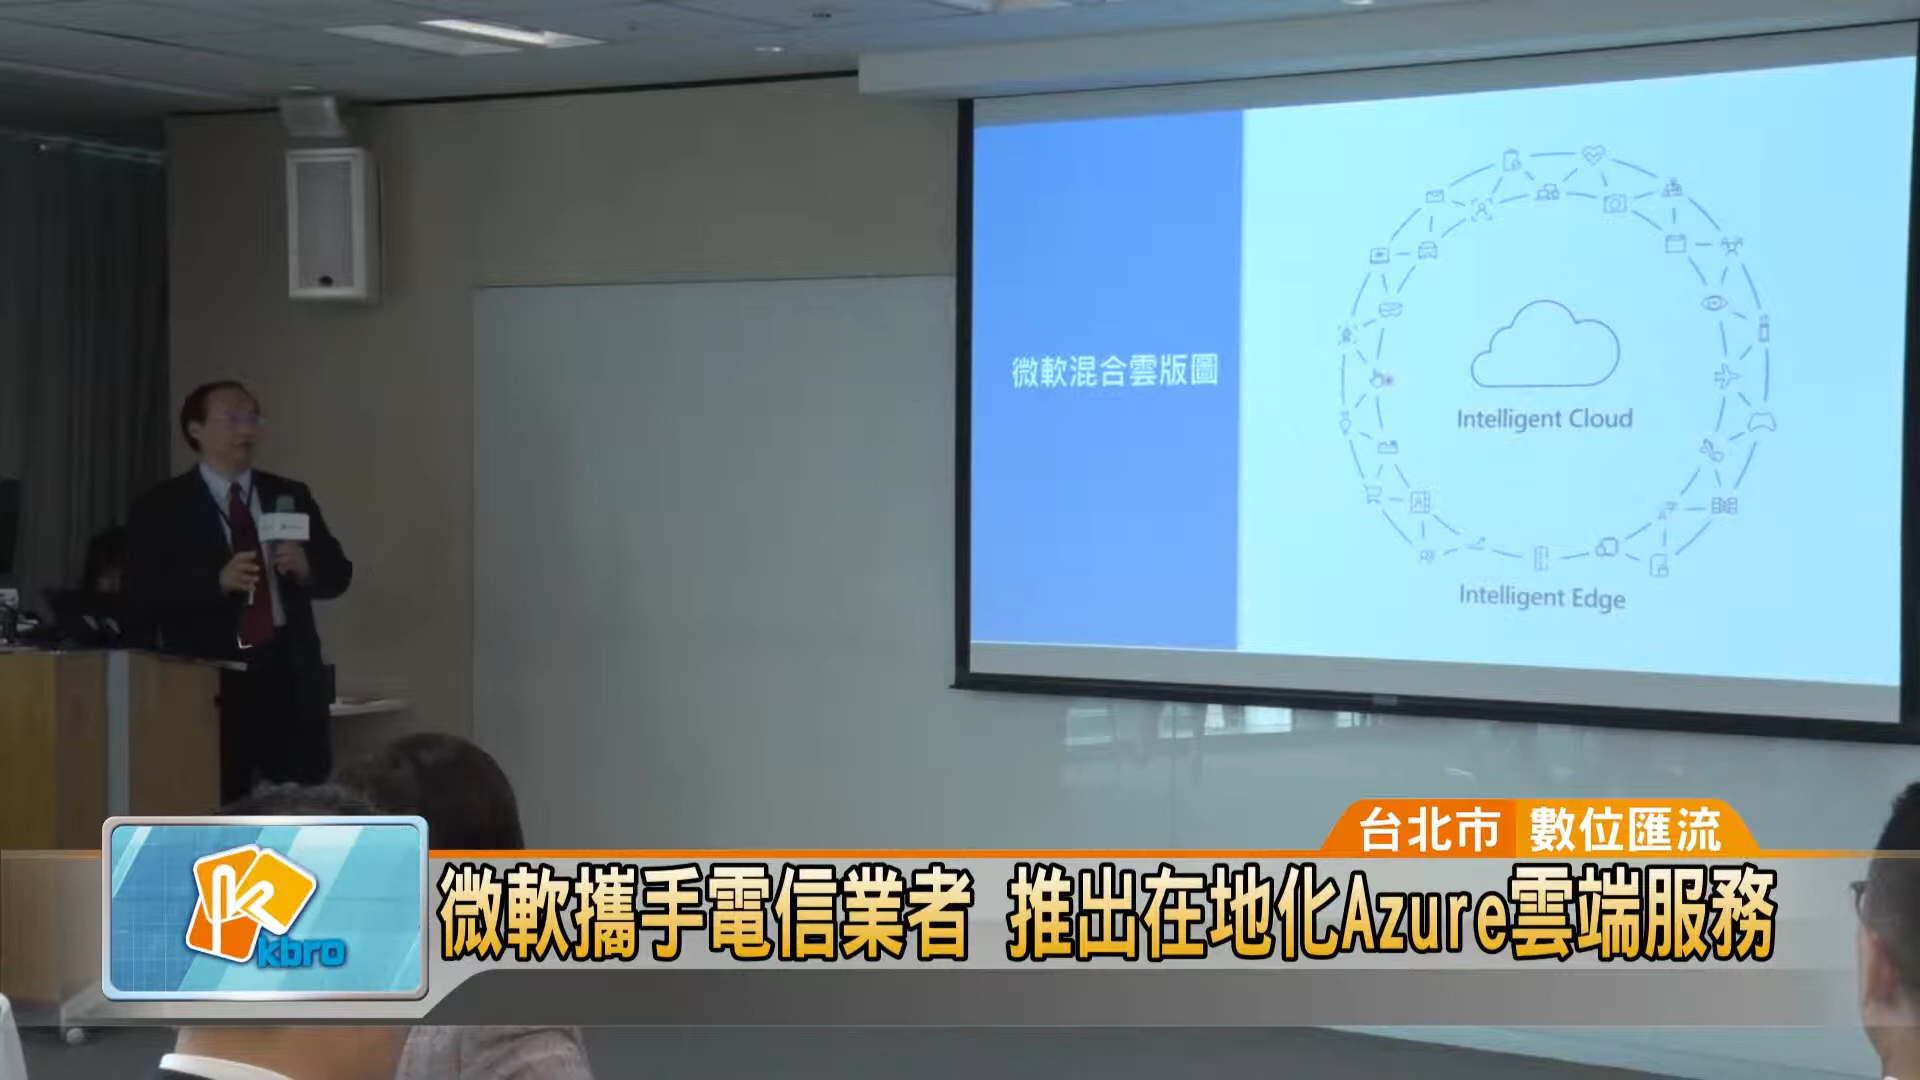 微軟混合雲版圖
Intelligent Cloud
Intelligent Edge
台北市 數位匯流
kbro
微軟攜手電信業者 推出在地化Azure雲端服務